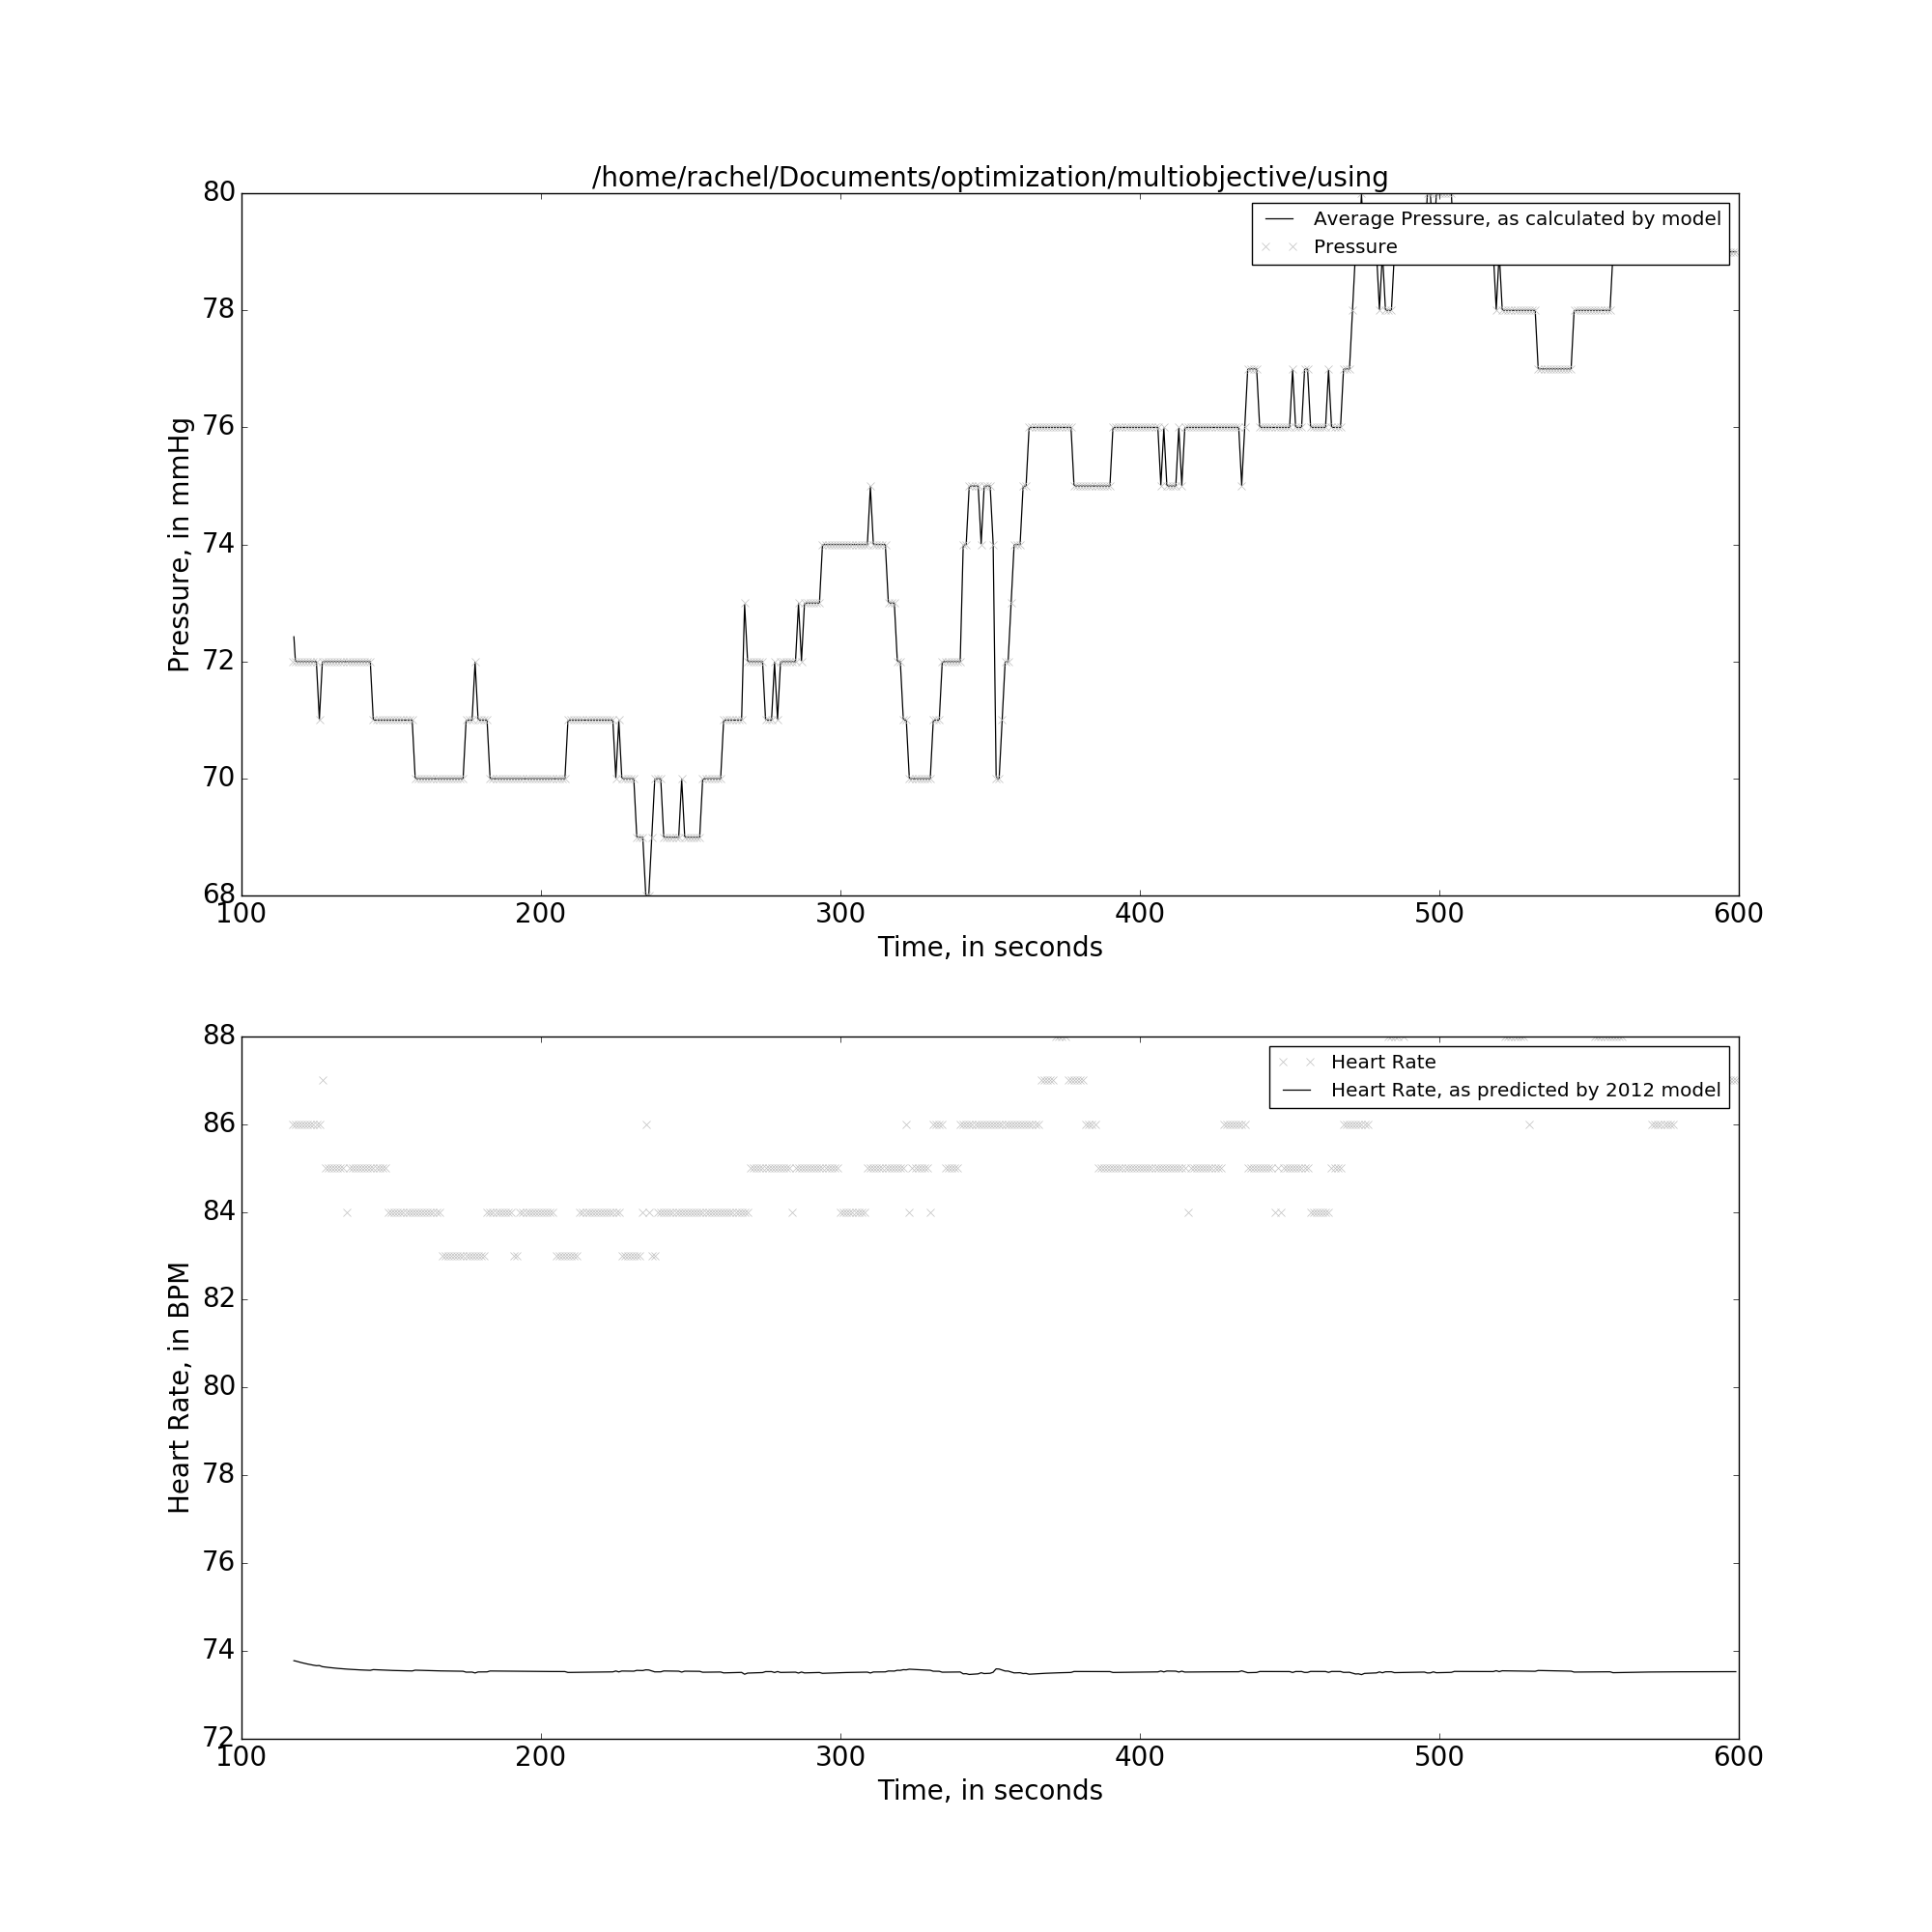 /home/rachel/Documents/optimization/multiobjective/using
80
78
76
74
72
70
68
Pressure, in mmHg
Average Pressure, as calculated by model
Pressure
100 200 300 400 500 600
Time, in seconds
88
86
84
82
80
78
76
74
72
Heart Rate, in BPM
Heart Rate
Heart Rate, as predicted by 2012 model
100 200 300 400 500 600
Time, in seconds